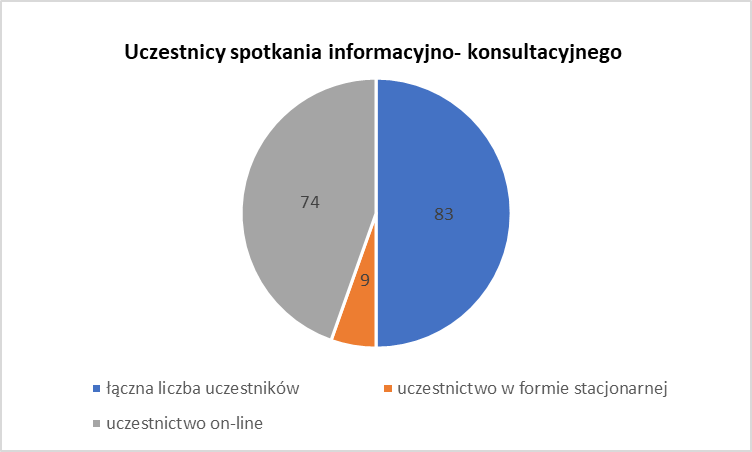 Uczestnicy spotkania informacyjno- konsultacyjnego
74
83
9
łączna liczba uczestników
uczestnictwo w formie stacjonarnej
uczestnictwo on-line